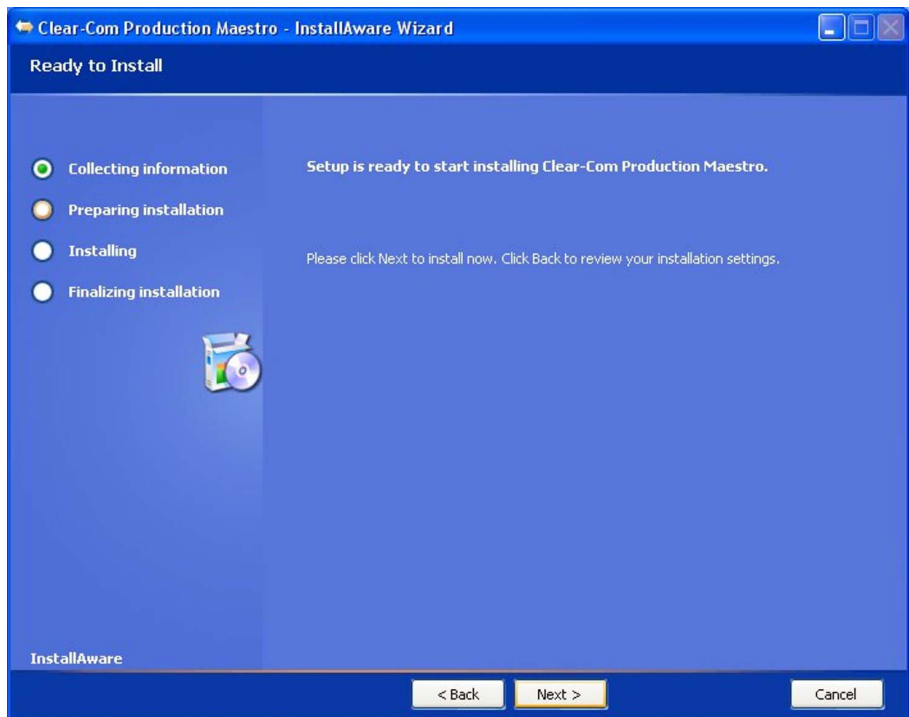 Clear-Com Production Maestro - InstallAware Wizard
Ready to Install
Collecting information
Preparing installation
Installing
Finalizing installation
Setup is ready to start installing Clear-Com Production Maestro.
Please click Next to install now. Click Back to review your installation settings.
InstallAware
< Back
Next >
Cancel